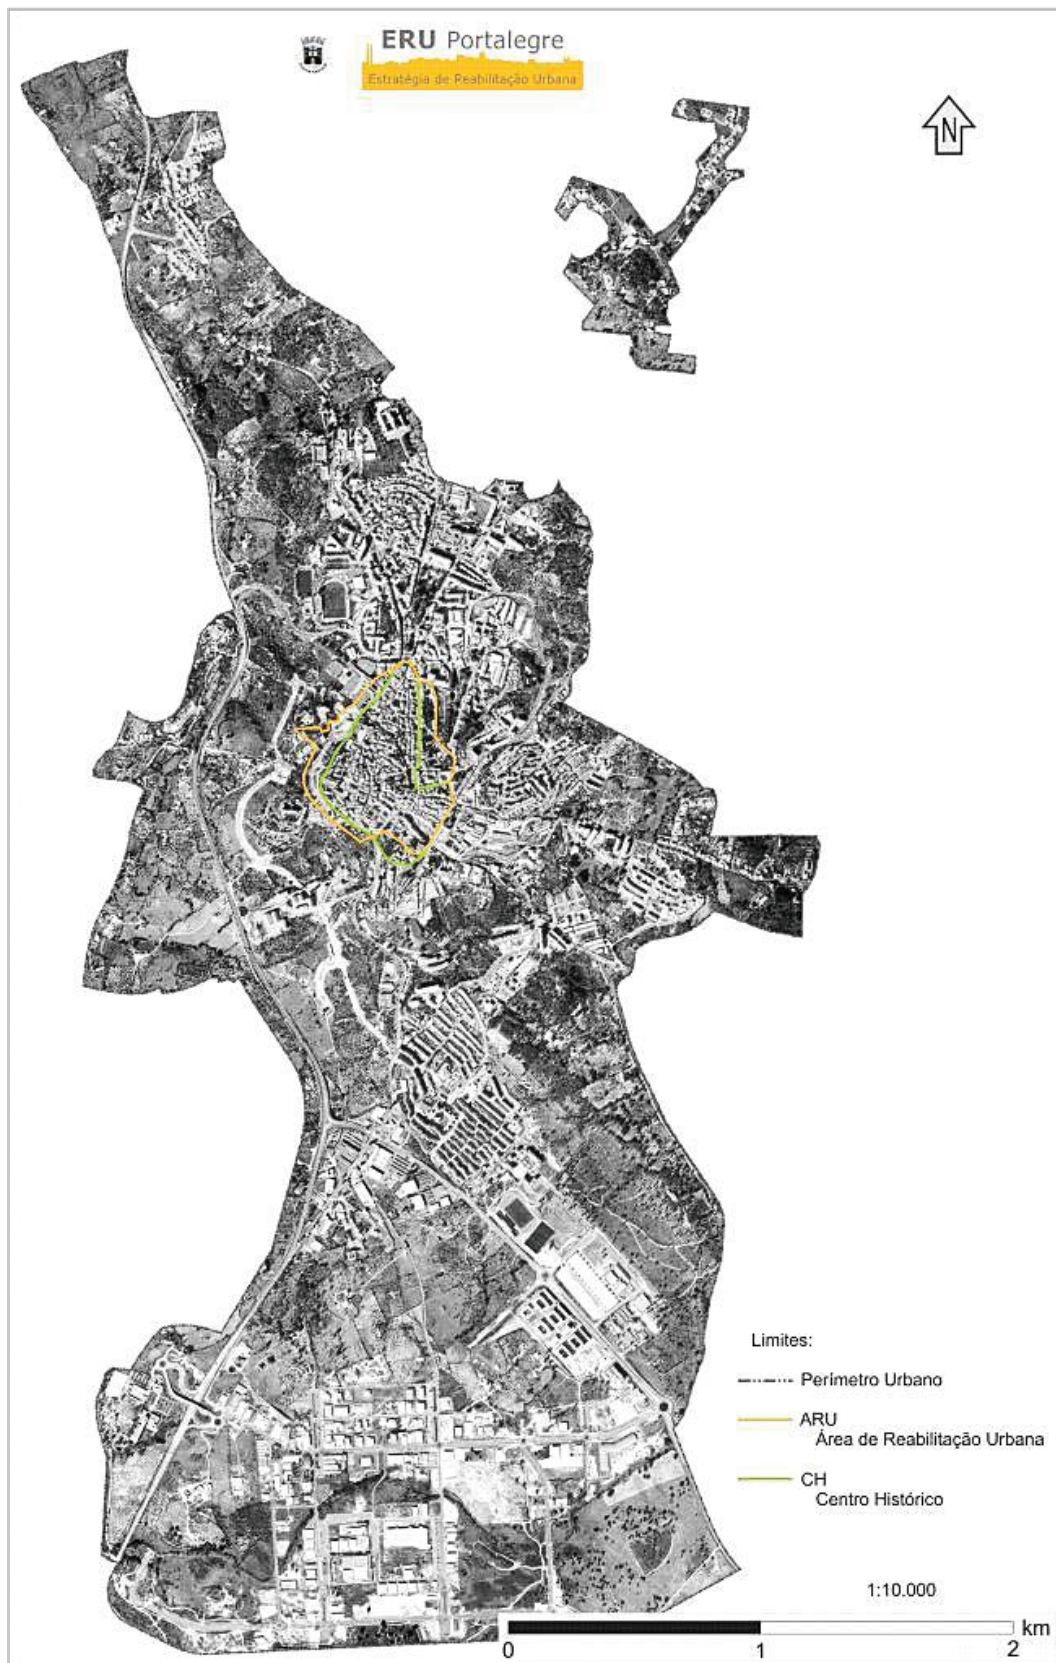 ERU Portalegre
Estratégia de Reabilitação Urbana
N
Limites:
Perímetro Urbano
ARU
Área de Reabilitação Urbana
CH
Centro Histórico
1:10.000
km
0 1 2